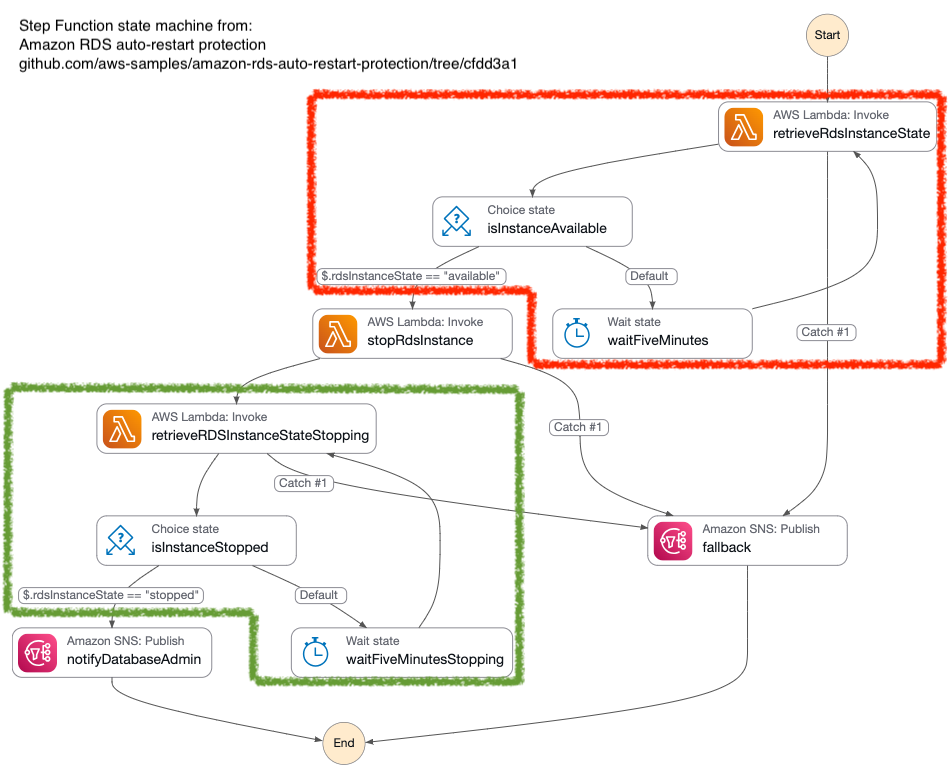 Step Function state machine from:
Amazon RDS auto-restart protection
github.com/aws-samples/amazon-rds-auto-restart-protection/tree/cfdd3a1
Start
AWS Lambda: Invoke
retrieveRdsInstanceState
Choice state
isInstanceAvailable
$.rdsInstanceState == "available"
Default
AWS Lambda: Invoke
stopRdsInstance
Wait state
waitFiveMinutes
Catch #1
AWS Lambda: Invoke
retrieveRDSInstanceStateStopping
Catch #1
Catch #1
Choice state
isInstanceStopped
Amazon SNS: Publish
fallback
$.rdsInstanceState == "stopped"
Default
Amazon SNS: Publish
notifyDatabaseAdmin
Wait state
waitFiveMinutesStopping
End